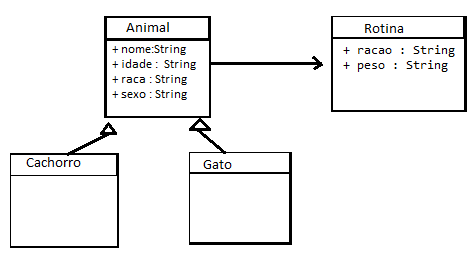 Animal
+ nome:String
+ idade : String
+ raca : String
+ sexo : String
Rotina
+ racao : String
+ peso : String
Cachorro
Gato